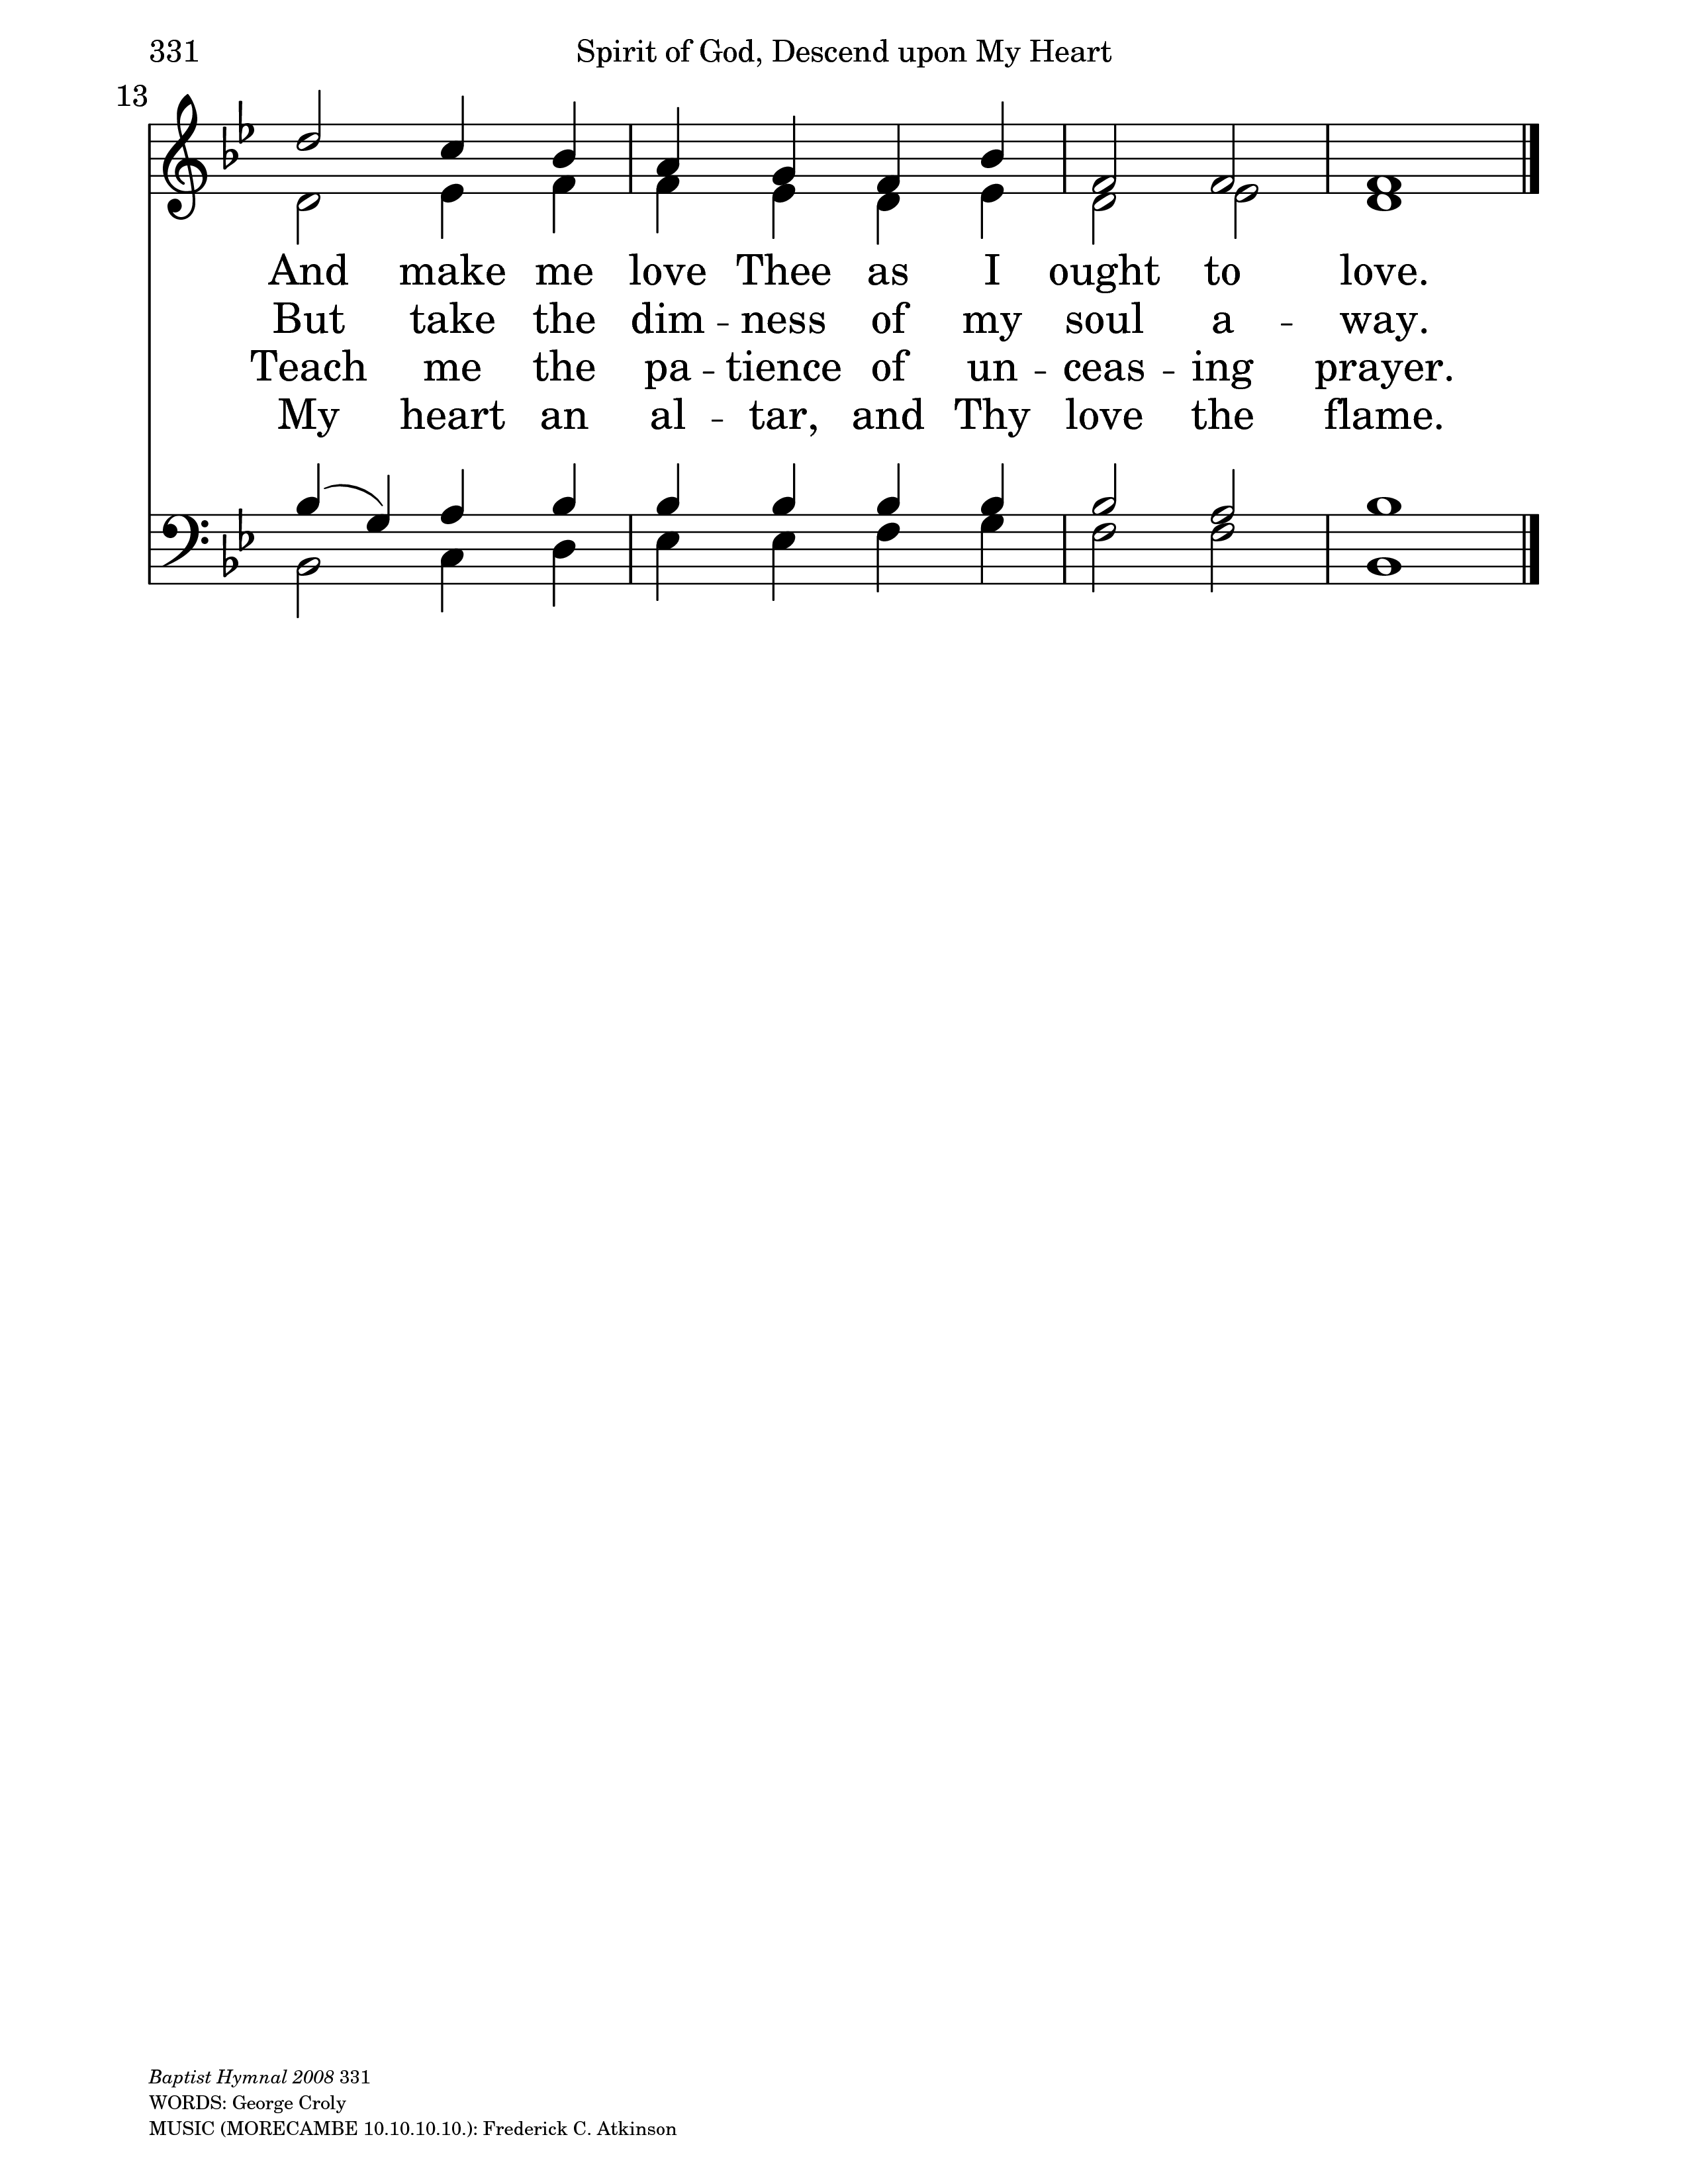 331 Spirit of God, Descend upon My Heart
13
And make me love Thee as I ought to love.
But take the dim - ness of my soul a - way.
Teach me the pa - tience of un - ceas - ing prayer.
My heart an al - tar, and Thy love the flame.
Baptist Hymnal 2008 331
WORDS: George Croly
MUSIC (MORECAMBE 10.10.10.10.): Frederick C. Atkinson